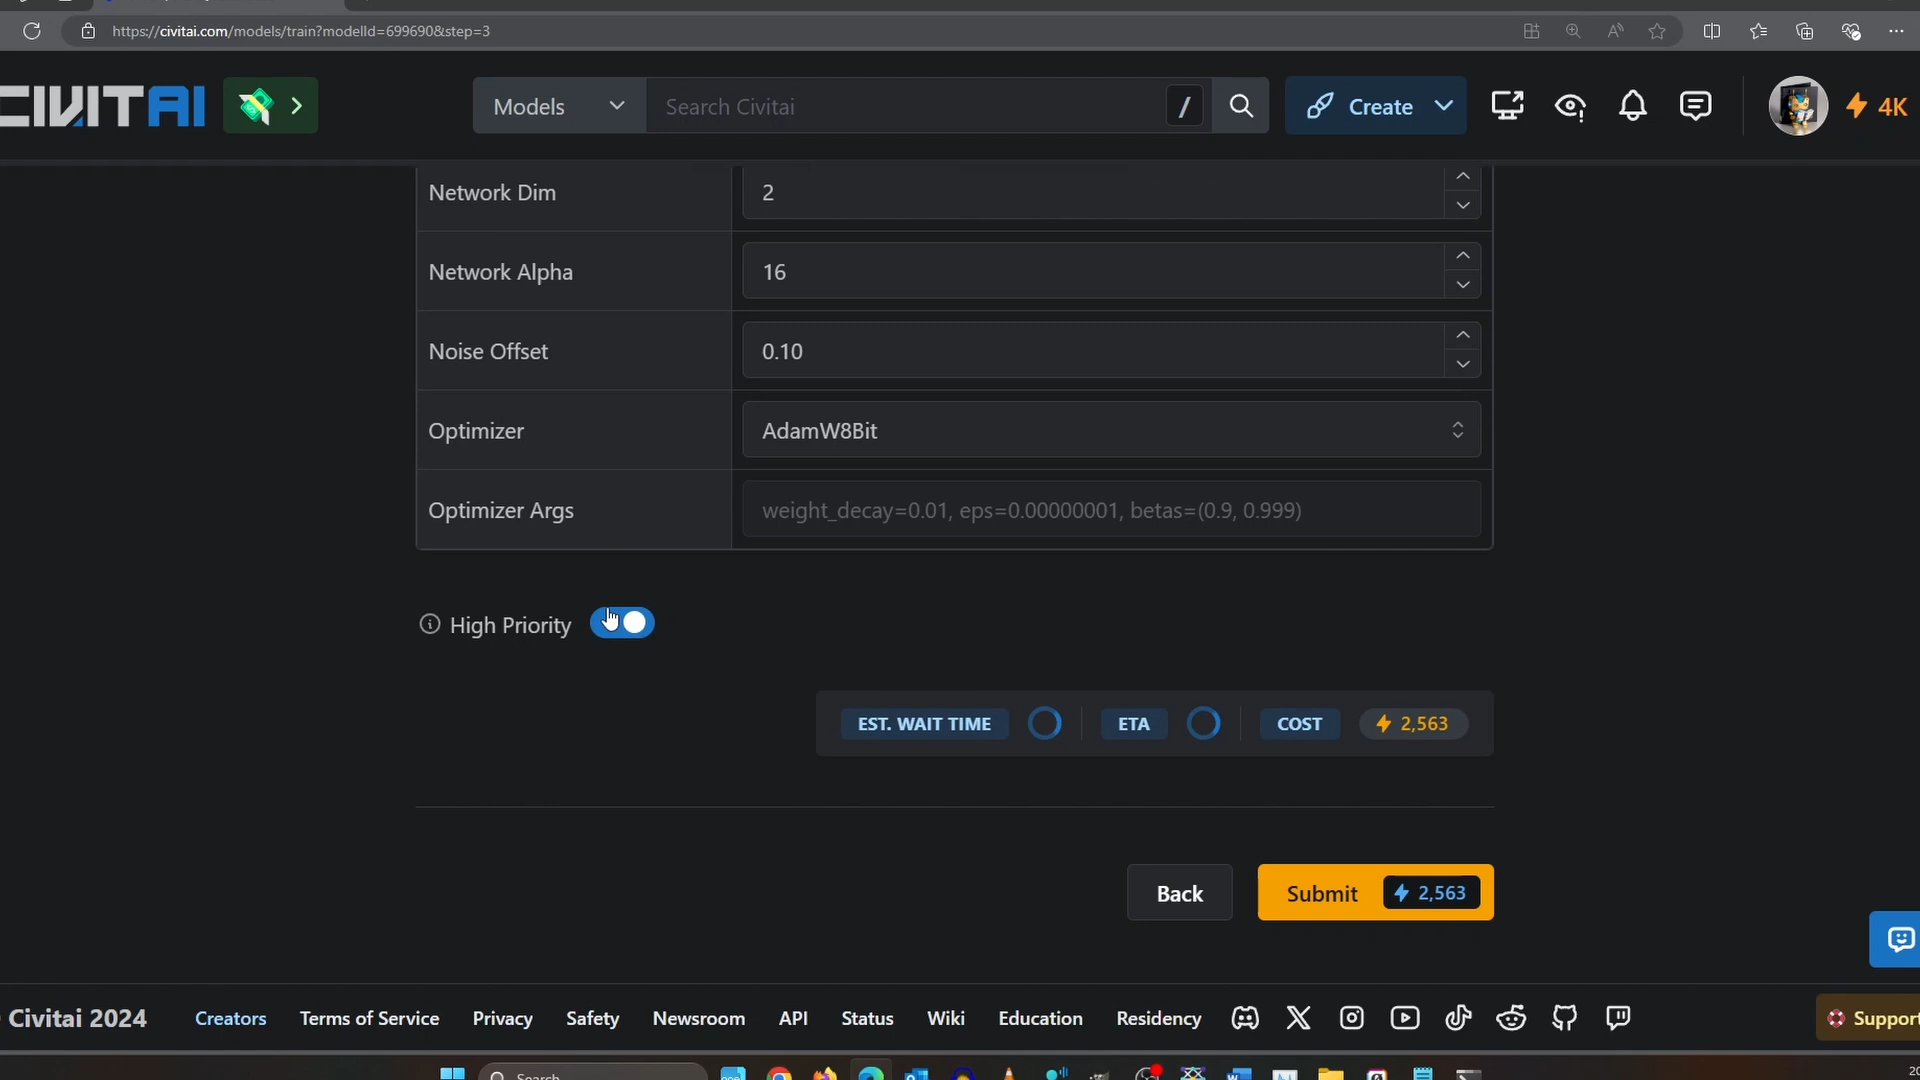 https://civitai.com/models/train?modelId=699690&step=3
CIVITAI
Models
Search Civitai
/
Create
4K
Network Dim
2
Network Alpha
16
Noise Offset
0.10
Optimizer
AdamW8Bit
Optimizer Args
weight_decay=0.01, eps=0.00000001, betas=(0.9, 0.999)
High Priority
EST. WAIT TIME
ETA
COST
2,563
Back
Submit
2,563
Civitai 2024
Creators
Terms of Service
Privacy
Safety
Newsroom
API
Status
Wiki
Education
Residency
Support
Search